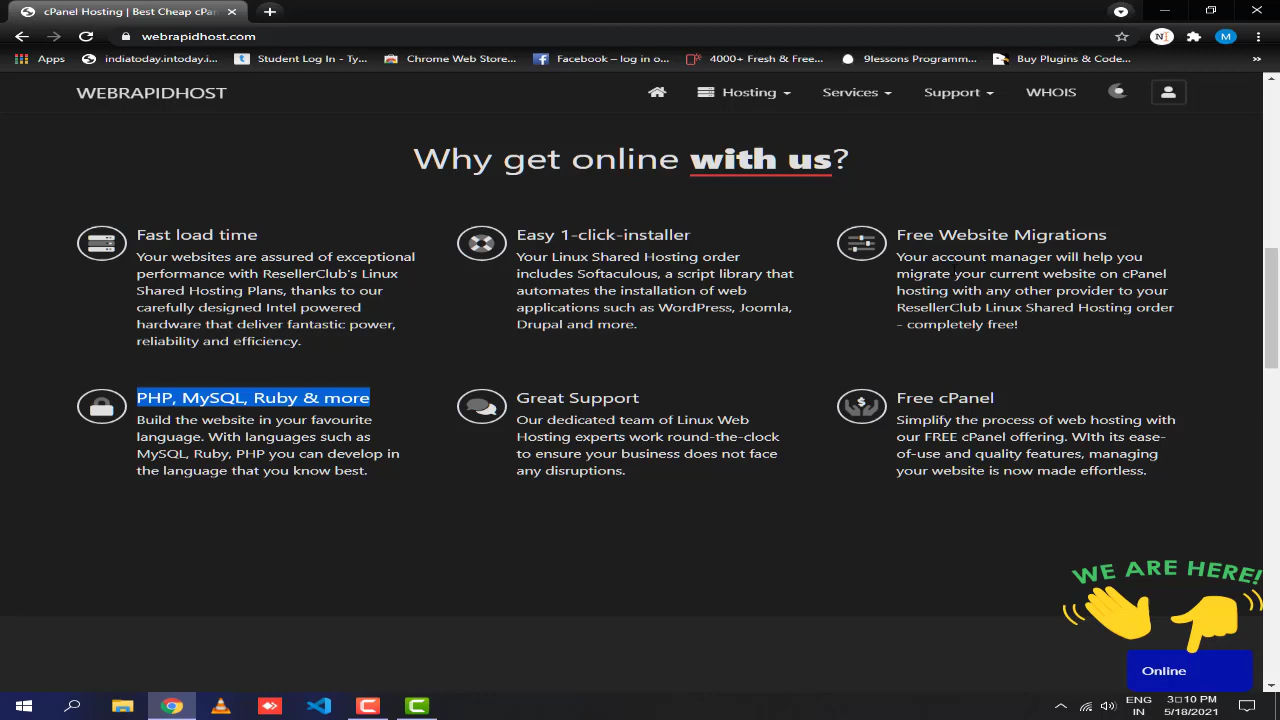 cPanel Hosting | Best Cheap cPan
webrapidhost.com
Apps
indiatoday.intoday.i...
Student Log In - Ty...
Chrome Web Store...
Facebook – log in o...
4000+ Fresh & Free...
9lessons Programm...
Buy Plugins & Code...
»
WEBRAPIDHOST
Hosting
Services
Support
WHOIS
Why get online with us?
Fast load time
Your websites are assured of exceptional
performance with ResellerClub's Linux
Shared Hosting Plans, thanks to our
carefully designed Intel powered
hardware that deliver fantastic power,
reliability and efficiency.
Easy 1-click-installer
Your Linux Shared Hosting order
includes Softaculous, a script library that
automates the installation of web
applications such as WordPress, Joomla,
Drupal and more.
Free Website Migrations
Your account manager will help you
migrate your current website on cPanel
hosting with any other provider to your
ResellerClub Linux Shared Hosting order
- completely free!
PHP, MySQL, Ruby & more
Build the website in your favourite
language. With languages such as
MySQL, Ruby, PHP you can develop in
the language that you know best.
Great Support
Our dedicated team of Linux Web
Hosting experts work round-the-clock
to ensure your business does not face
any disruptions.
Free cPanel
Simplify the process of web hosting with
our FREE cPanel offering. WIth its ease-
of-use and quality features, managing
your website is now made effortless.
WE ARE HERE!
Online
ENG
IN
3:10 PM
5/18/2021